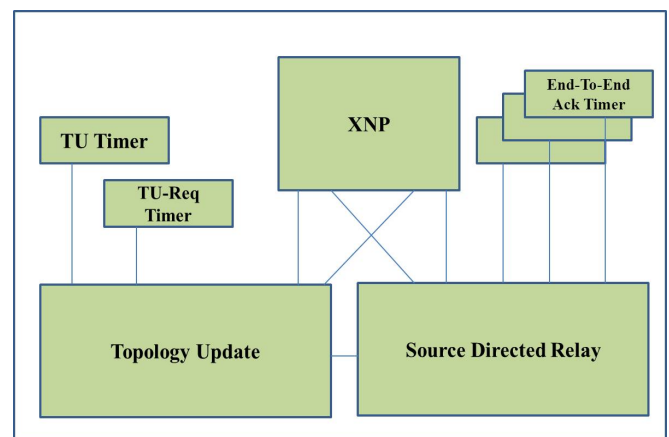 End-To-End
Ack Timer
XNP
TU Timer
TU-Req
Timer
Topology Update
Source Directed Relay